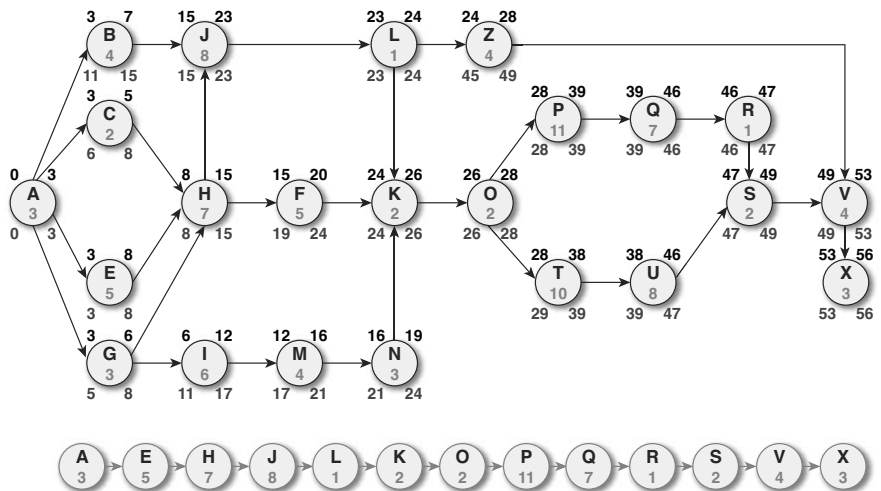 3 7 15 23 23 24 24 28
B J L Z
4 8 1 4
11 15 15 23 23 24 45 49
3 5 28 39 39 46 46 47
C P Q R
2 11 7 1
6 8 28 39 39 46 46 47
0 3 8 15 15 20 24 26 26 28 47 49 49 53
A H F K O S V
3 7 5 2 2 2 4
0 3 8 15 19 24 24 26 26 28 47 49 49 53
3 8 28 38 38 46 53 56
E T U X
5 10 8 3
3 8 29 39 39 47 53 56
3 6 6 12 12 16 16 19
G I M N
3 6 4 3
5 8 11 17 17 21 21 24
A E H J L K O P Q R S V X
3 5 7 8 1 2 2 11 7 1 2 4 3